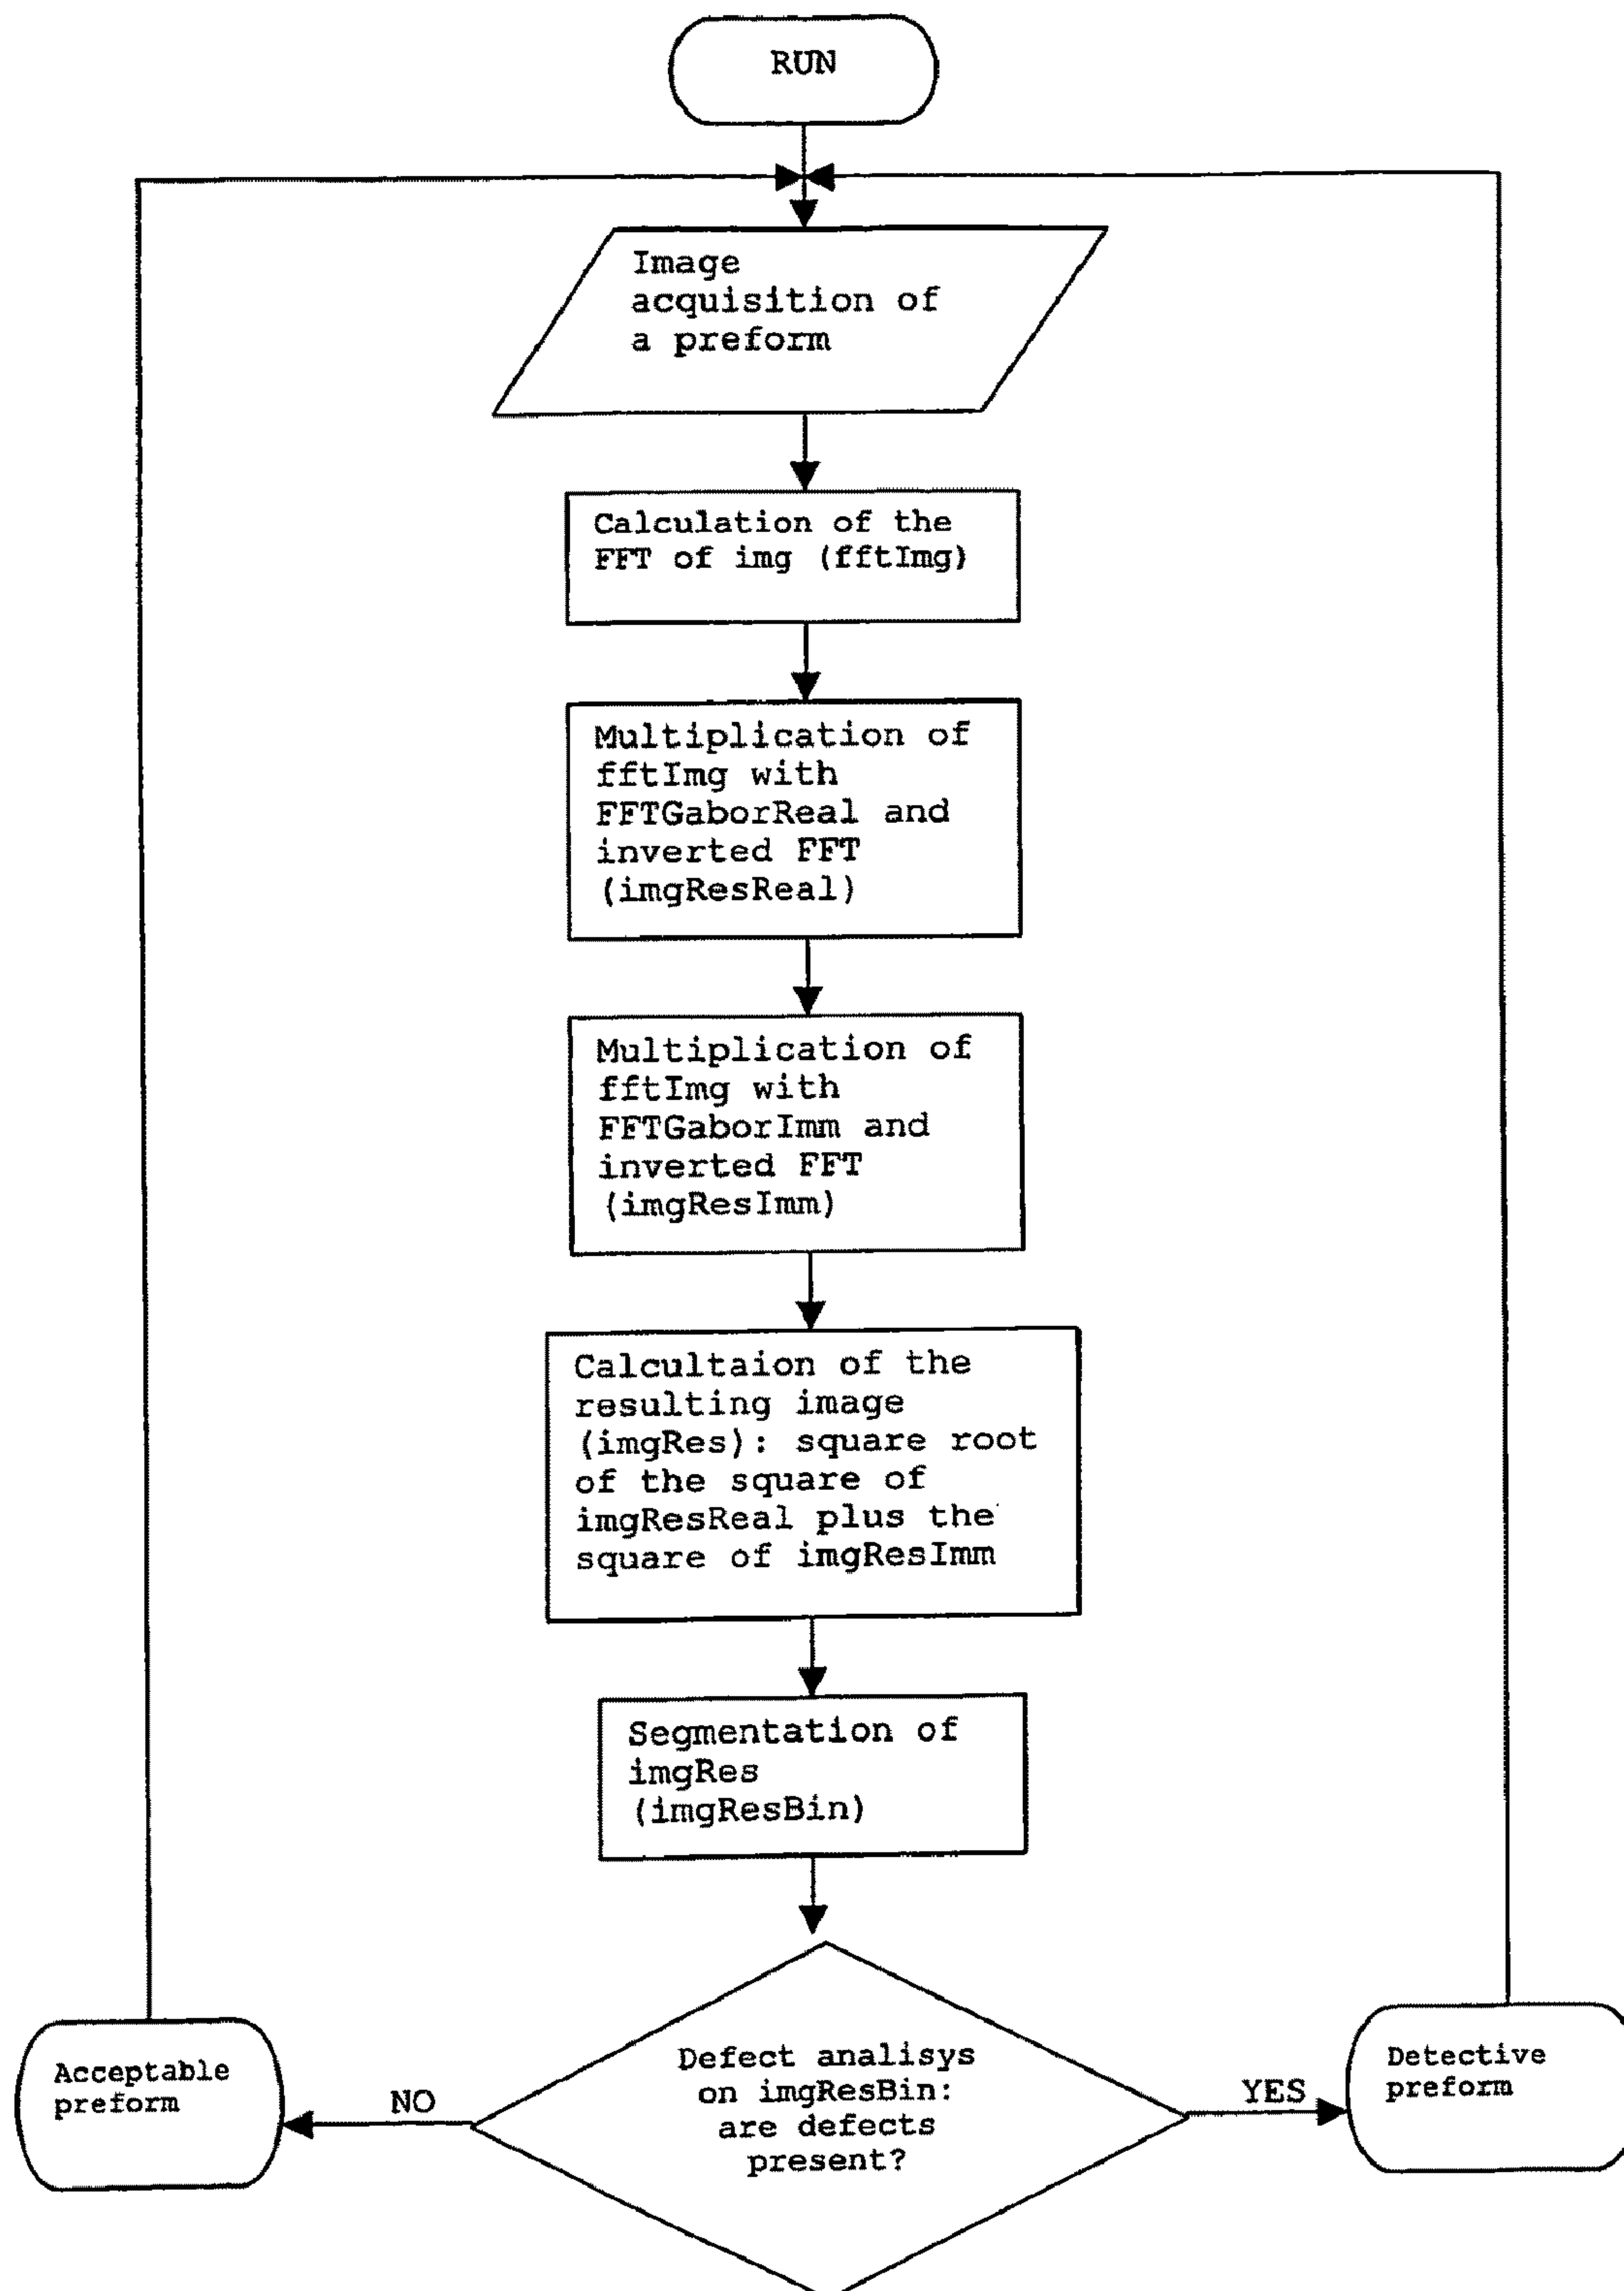 RUN
Image
acquisition of
a preform
Calculation of the
FFT of img (fftImg)
Multiplication of
fftImg with
FFTGaborReal and
inverted FFT
(imgResReal)
Multiplication of
fftImg with
FFTGaborImm and
inverted FFT
(imgResImm)
Calcultaion of the
resulting image
(imgRes): square root
of the square of
imgResReal plus the
square of imgResImm
Segmentation of
imgRes
(imgResBin)
Defect analisys
on imgResBin:
are defects
present?
NO
Acceptable
preform
YES
Detective
preform